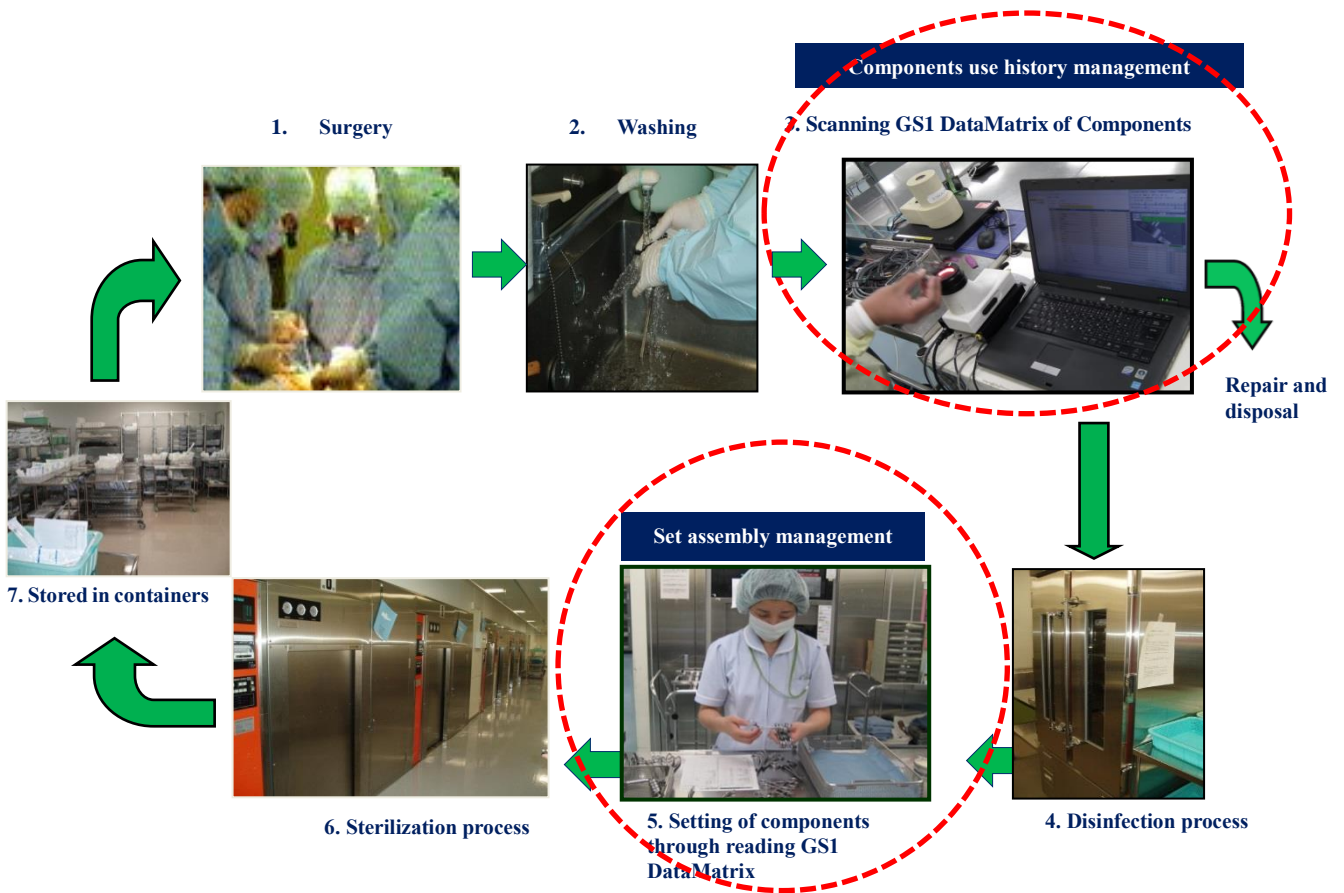 Components use history management
1. Surgery
2. Washing
3. Scanning GS1 DataMatrix of Components
Repair and
disposal
Set assembly management
7. Stored in containers
6. Sterilization process
5. Setting of components
through reading GS1
DataMatrix
4. Disinfection process